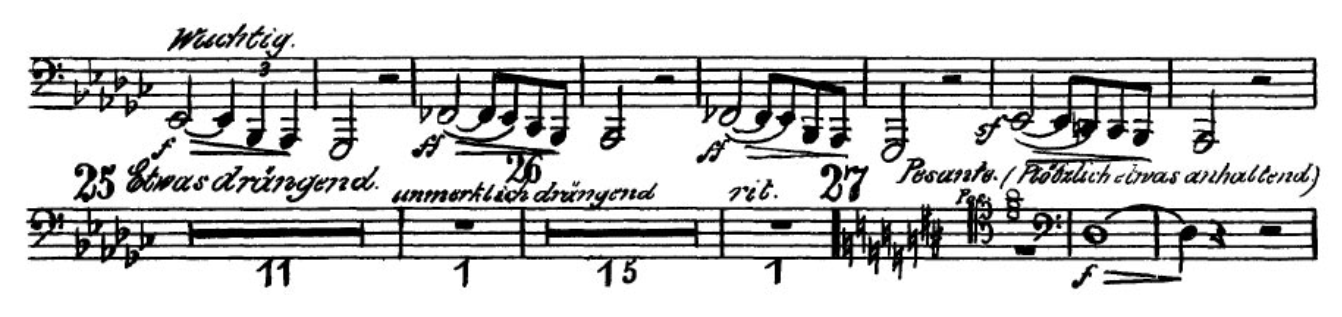 Wuchtig.
3
f ff ff sf
25 Etwas drängend. 26 unmerklich drängend rit. 27 Pesante. (Plötzlich etwas anhaltend)
11 1 15 1 f